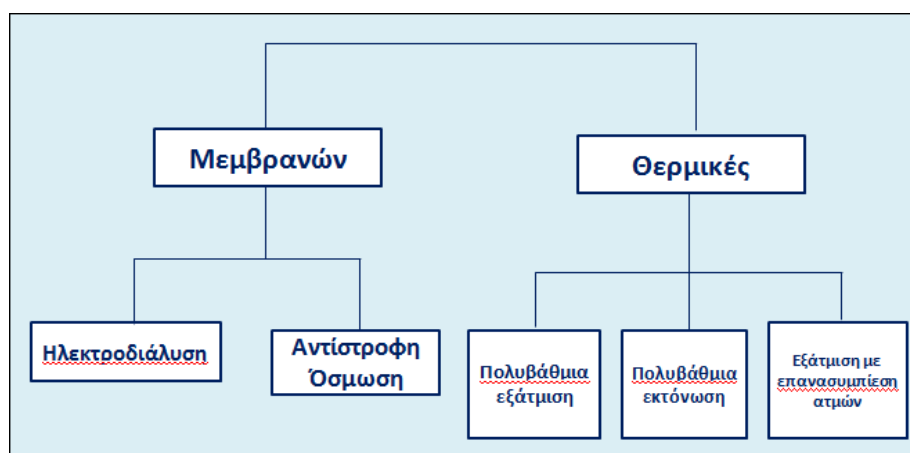 Μεμβρανών
Θερμικές
Ηλεκτροδιάλυση
Αντίστροφη
Όσμωση
Πολυβάθμια
εξάτμιση
Πολυβάθμια
εκτόνωση
Εξάτμιση με
επανασυμπίεση
ατμών